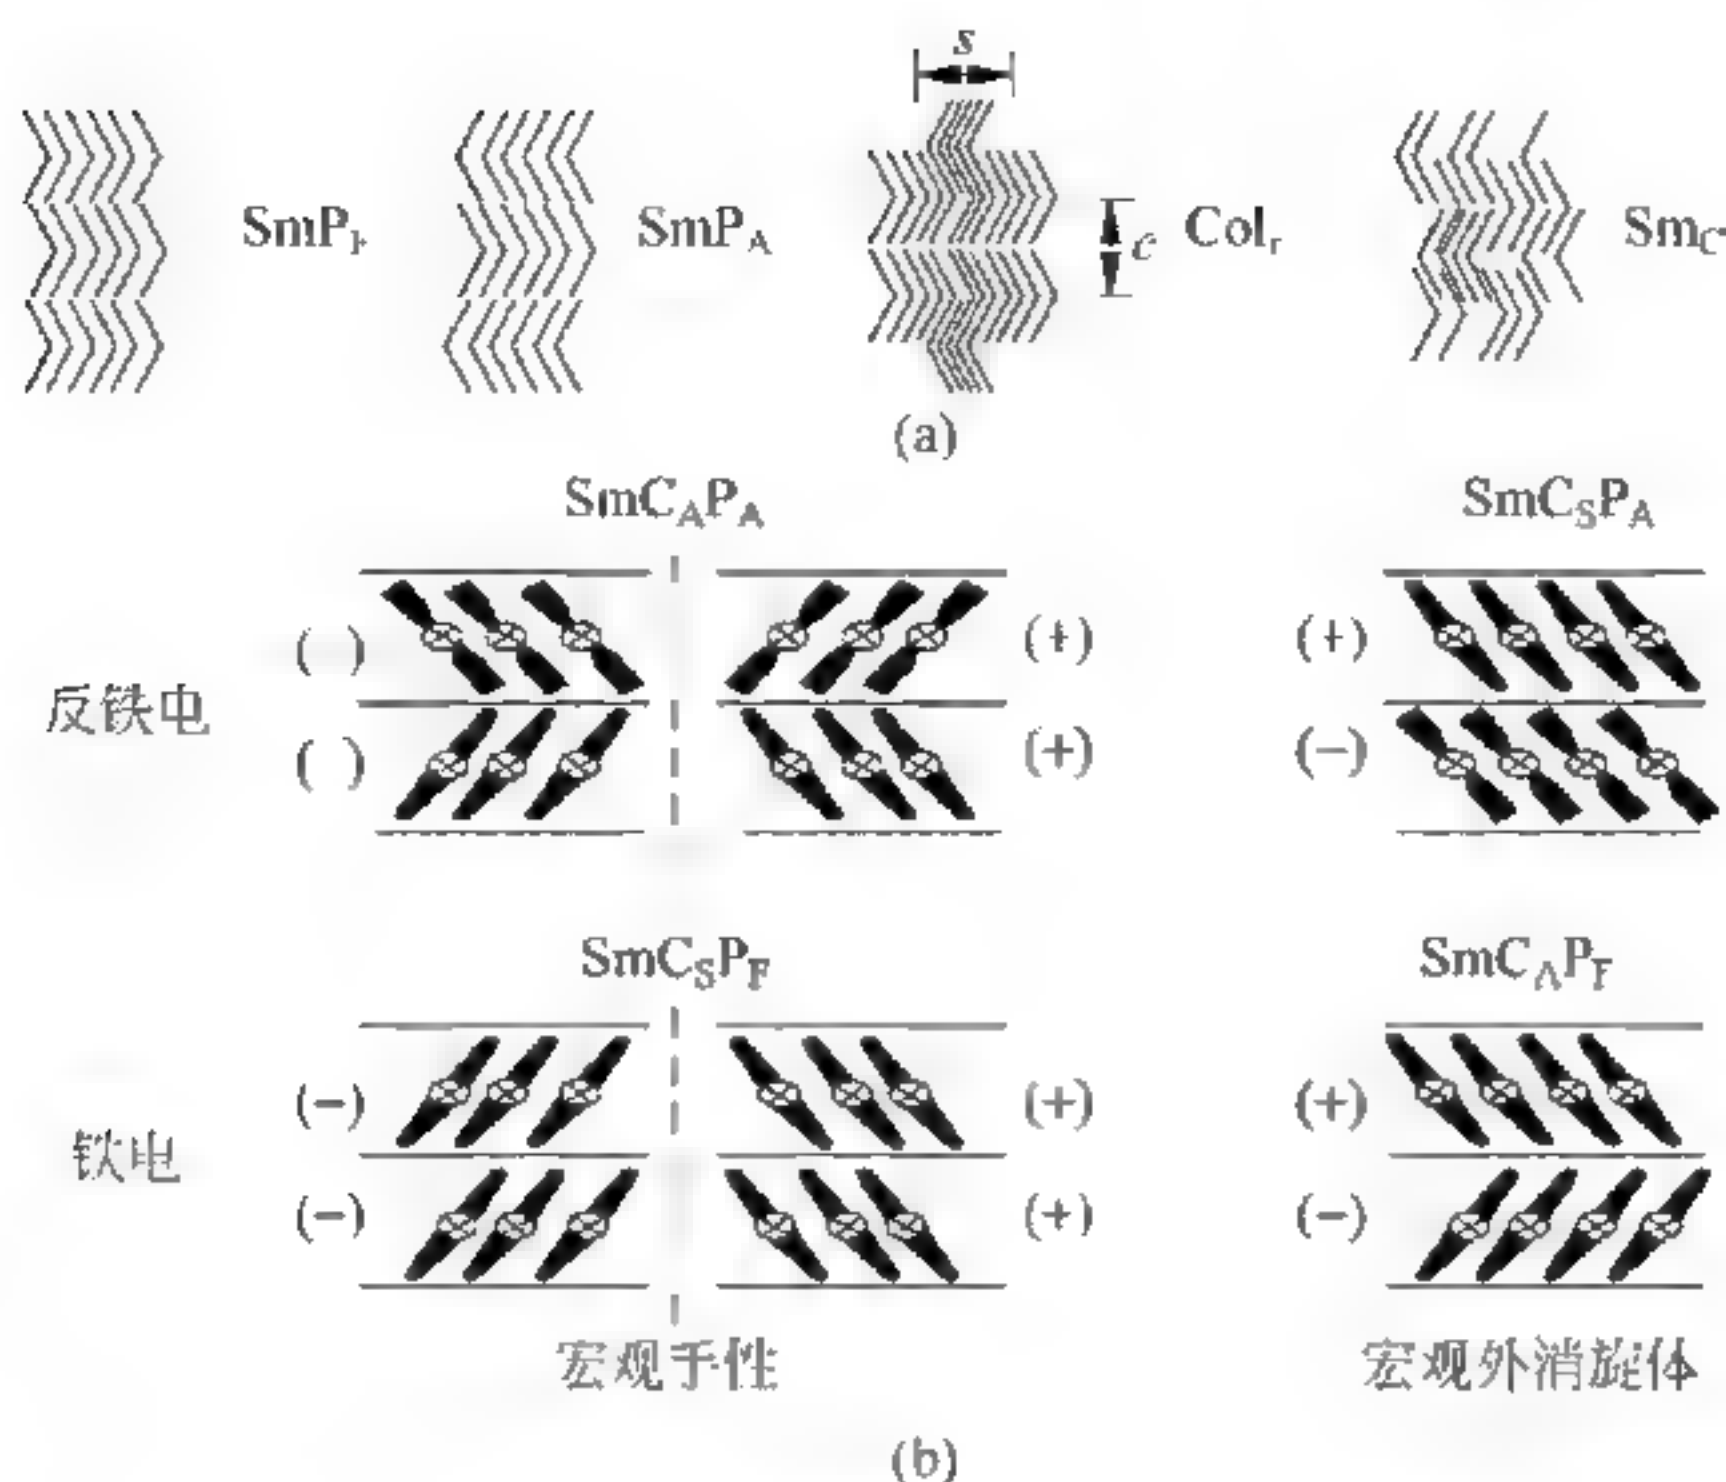 s
SmP_F SmP_A c Col_r Sm_C
(a)
SmC_AP_A SmC_SP_A
( ) (+) (+)
反铁电
( ) (+) (−)
SmC_SP_F SmC_AP_F
(−) (+) (+)
铁电
(−) (+) (−)
宏观手性 宏观外消旋体
(b)